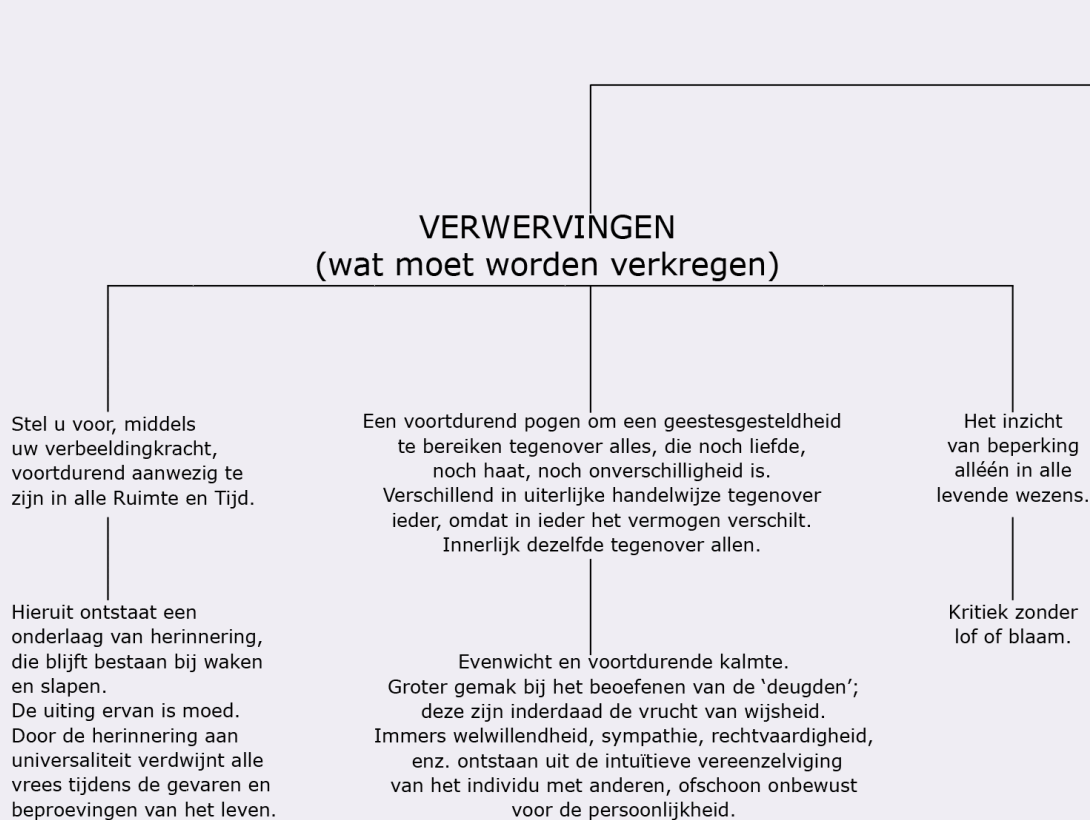 VERWERVINGEN
(wat moet worden verkregen)
Stel u voor, middels
uw verbeeldingkracht,
voortdurend aanwezig te
zijn in alle Ruimte en Tijd.
Hieruit ontstaat een
onderlaag van herinnering,
die blijft bestaan bij waken
en slapen.
De uiting ervan is moed.
Door de herinnering aan
universaliteit verdwijnt alle
vrees tijdens de gevaren en
beproevingen van het leven.
Een voortdurend pogen om een geestesgesteldheid
te bereiken tegenover alles, die noch liefde,
noch haat, noch onverschilligheid is.
Verschillend in uiterlijke handelwijze tegenover
ieder, omdat in ieder het vermogen verschilt.
Innerlijk dezelfde tegenover allen.
Evenwicht en voortdurende kalmte.
Groter gemak bij het beoefenen van de ‘deugden’;
deze zijn inderdaad de vrucht van wijsheid.
Immers welwillendheid, sympathie, rechtvaardigheid,
enz. ontstaan uit de intuïtieve vereenzelviging
van het individu met anderen, ofschoon onbewust
voor de persoonlijkheid.
Het inzicht
van beperking
alléén in alle
levende wezens.
Kritiek zonder
lof of blaam.